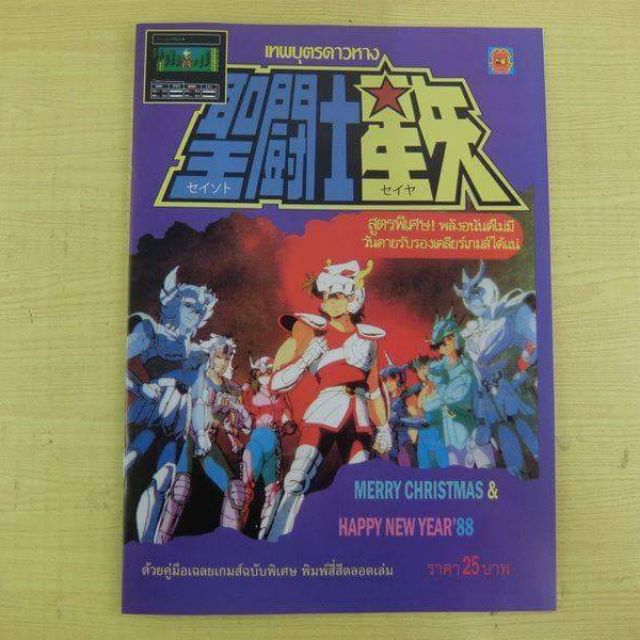 เทพบุตรดาวหาง
聖闘士星矢
セイント
セイヤ
สูตรพิเศษ! พลังอนันต์ไม่มี
วันตายรับรองเคลียร์เกมส์ได้แน่
MERRY CHRISTMAS &
HAPPY NEW YEAR'88
ด้วยคู่มือเฉลยเกมส์ฉบับพิเศษ พิมพ์สี่สีตลอดเล่ม
ราคา 25 บาท